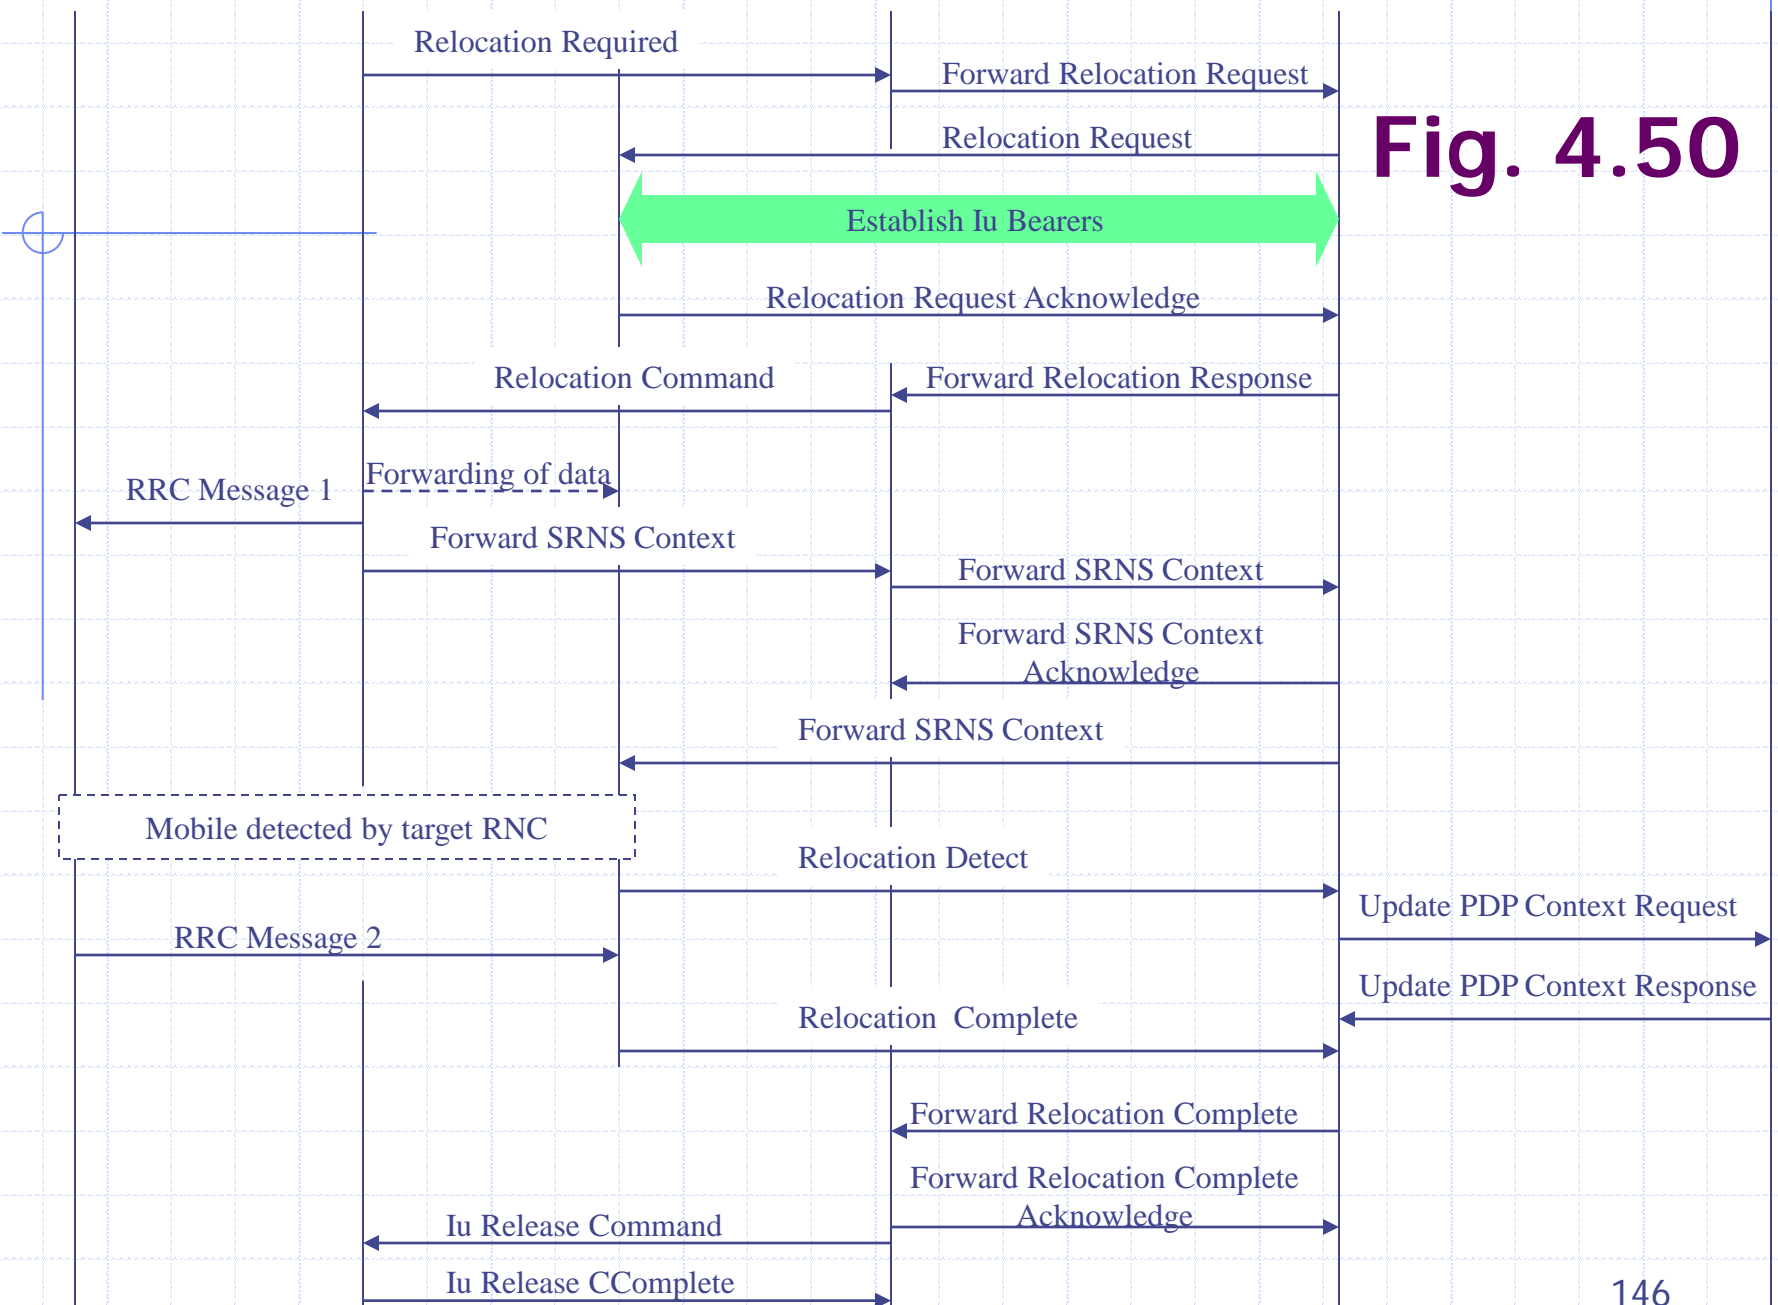 Relocation Required
Forward Relocation Request
Relocation Request
Fig. 4.50
Establish Iu Bearers
Relocation Request Acknowledge
Relocation Command
Forward Relocation Response
Forwarding of data
RRC Message 1
Forward SRNS Context
Forward SRNS Context
Forward SRNS Context
Acknowledge
Forward SRNS Context
Mobile detected by target RNC
Relocation Detect
Update PDP Context Request
RRC Message 2
Update PDP Context Response
Relocation Complete
Forward Relocation Complete
Forward Relocation Complete
Acknowledge
Iu Release Command
Iu Release CComplete
146